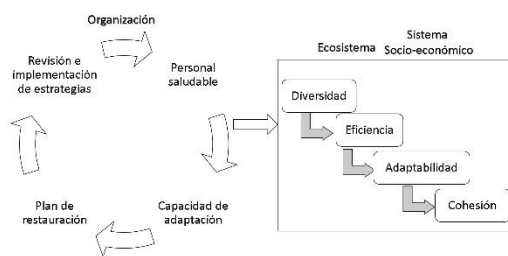 Organización
Revisión e
implementación
de estrategias
Personal
saludable
Capacidad de
adaptación
Plan de
restauración
Ecosistema
Sistema
Socio-económico
Diversidad
Eficiencia
Adaptabilidad
Cohesión